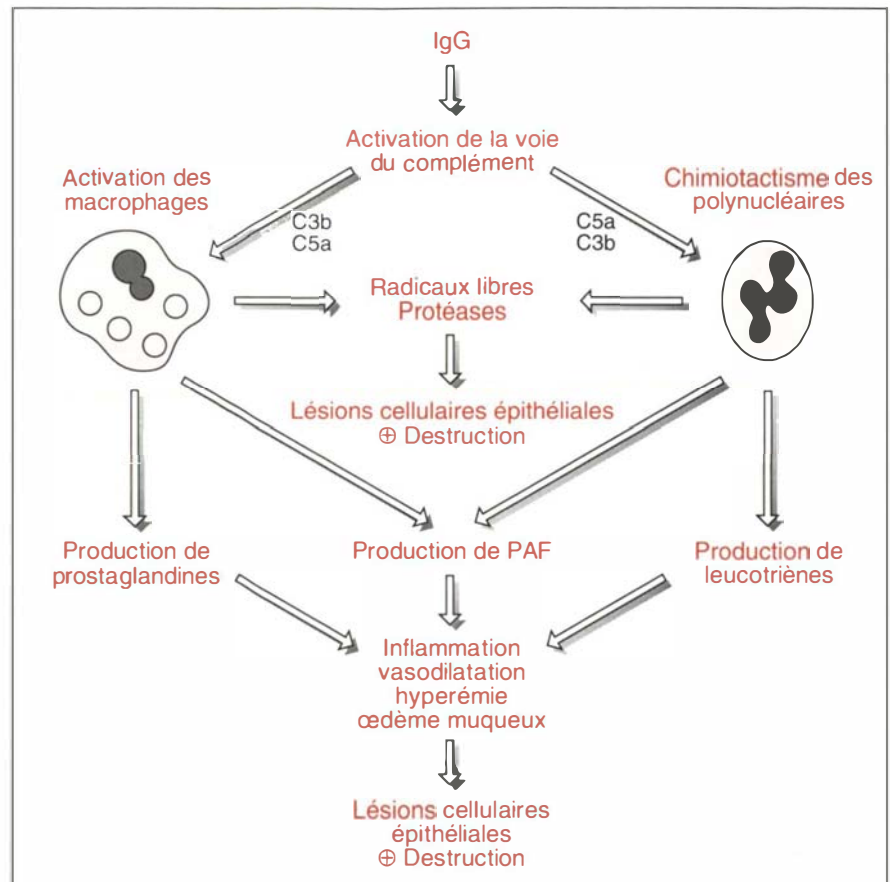 IgG
Activation de la voie
du complément
Activation des
macrophages
Chimiotactisme des
polynucléaires
C3b
C5a
C5a
C3b
Radicaux libres
Protéases
Lésions cellulaires épithéliales
⊕ Destruction
Production de
prostaglandines
Production de PAF
Production de
leucotriènes
Inflammation
vasodilatation
hyperémie
œdème muqueux
Lésions cellulaires
épithéliales
⊕ Destruction